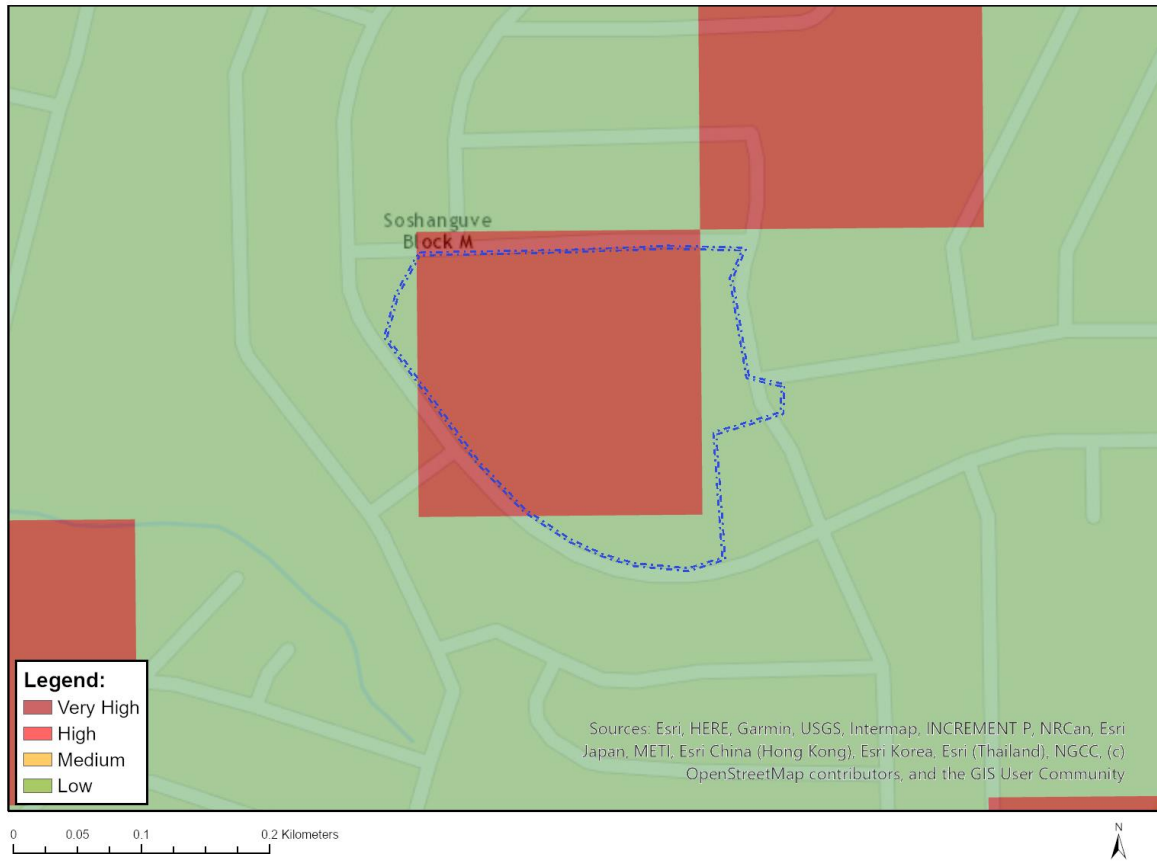 Soshanguve
Block M
Legend:
Very High
High
Medium
Low
Sources: Esri, HERE, Garmin, USGS, Intermap, INCREMENT P, NRCan, Esri
Japan, METI, Esri China (Hong Kong), Esri Korea, Esri (Thailand), NGCC, (c)
OpenStreetMap contributors, and the GIS User Community
0 0.05 0.1 0.2 Kilometers
N